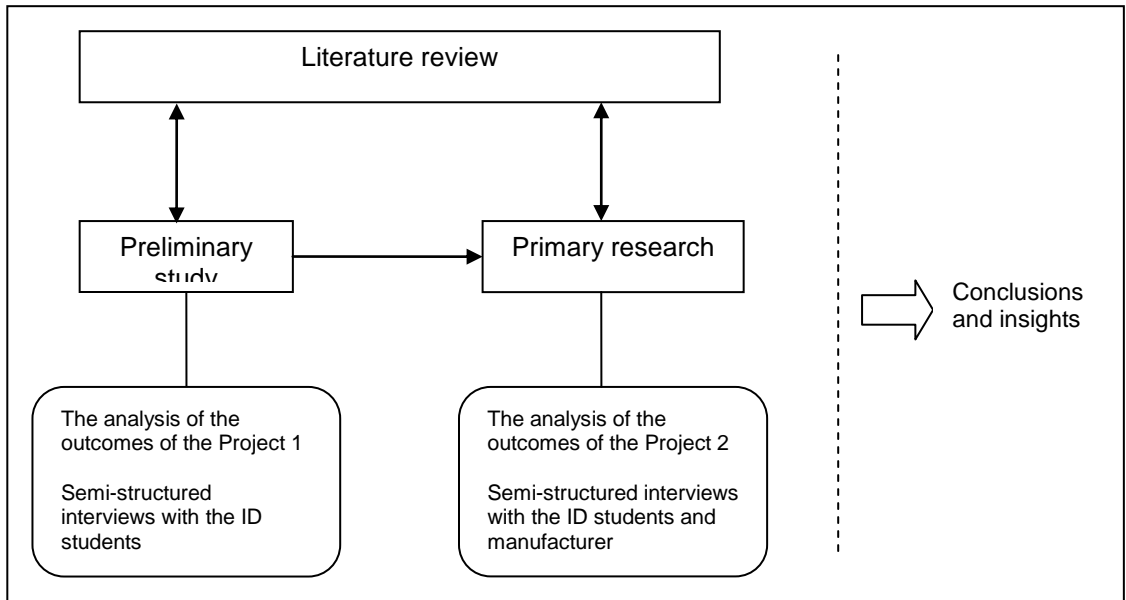 Literature review
Preliminary
study
Primary research
The analysis of the
outcomes of the Project 1
Semi-structured
interviews with the ID
students
The analysis of the
outcomes of the Project 2
Semi-structured interviews
with the ID students and
manufacturer
Conclusions
and insights